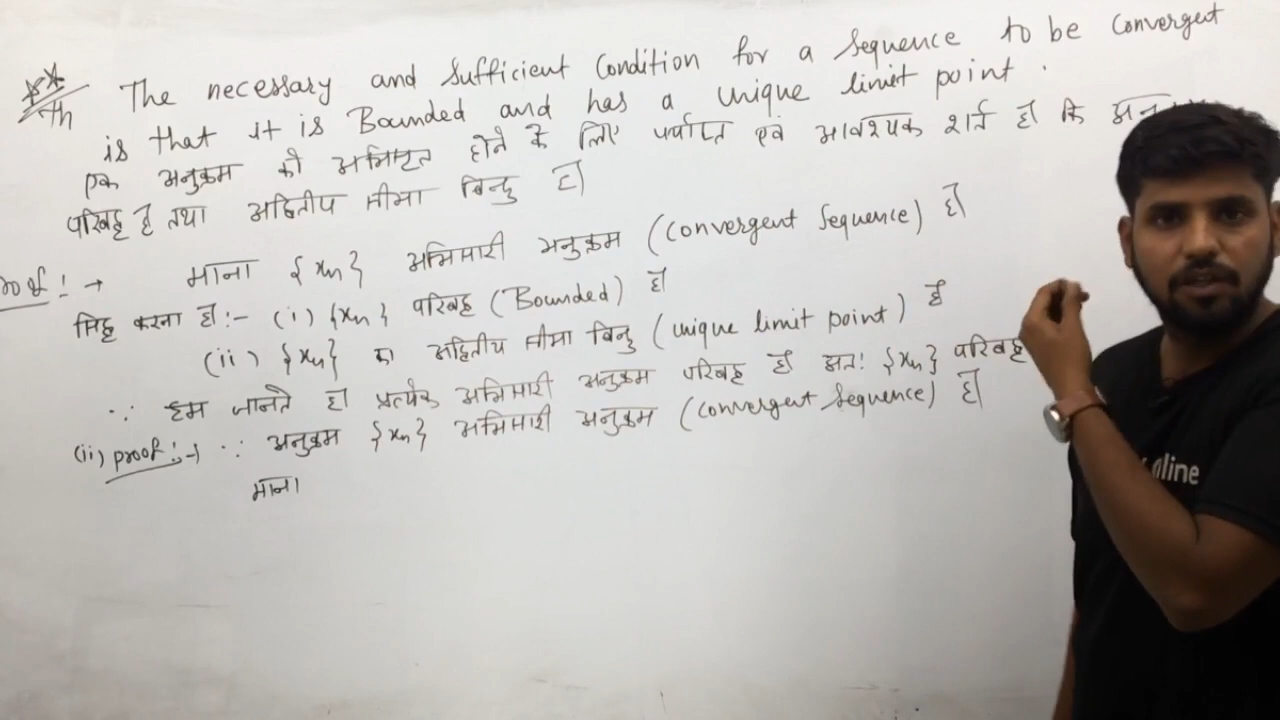 ** Th The necessary and sufficient Condition for a Sequence to be Convergent
is that it is Bounded and has a unique limit point.
एक अनुक्रम को अभिसृत होने के लिए पर्याप्त एवं आवश्यक शर्त है कि
परिबद्ध है तथा अद्वितीय सीमा बिन्दु है
माना {xn} अभिसारी अनुक्रम (Convergent Sequence) है
सिद्ध करना है:- (i) {xn} परिबद्ध (Bounded) है
(ii) {xn} का अद्वितीय सीमा बिन्दु (unique limit point) है
∵ हम जानते है प्रत्येक अभिसारी अनुक्रम परिबद्ध है अतः {xn} परिबद्ध
(ii) proof:-) ∵ अनुक्रम {xn} अभिसारी अनुक्रम (Convergent Sequence) है
माना
line